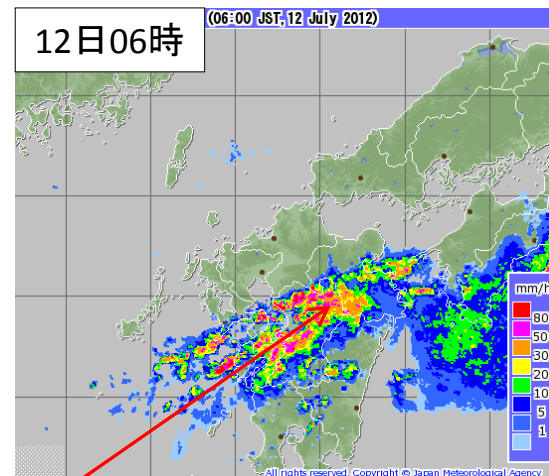 12日06時
(06:00 JST, 12 July 2012)
mm/h
80
50
30
20
10
5
1
All rights reserved. Copyright © Japan Meteorological Agency